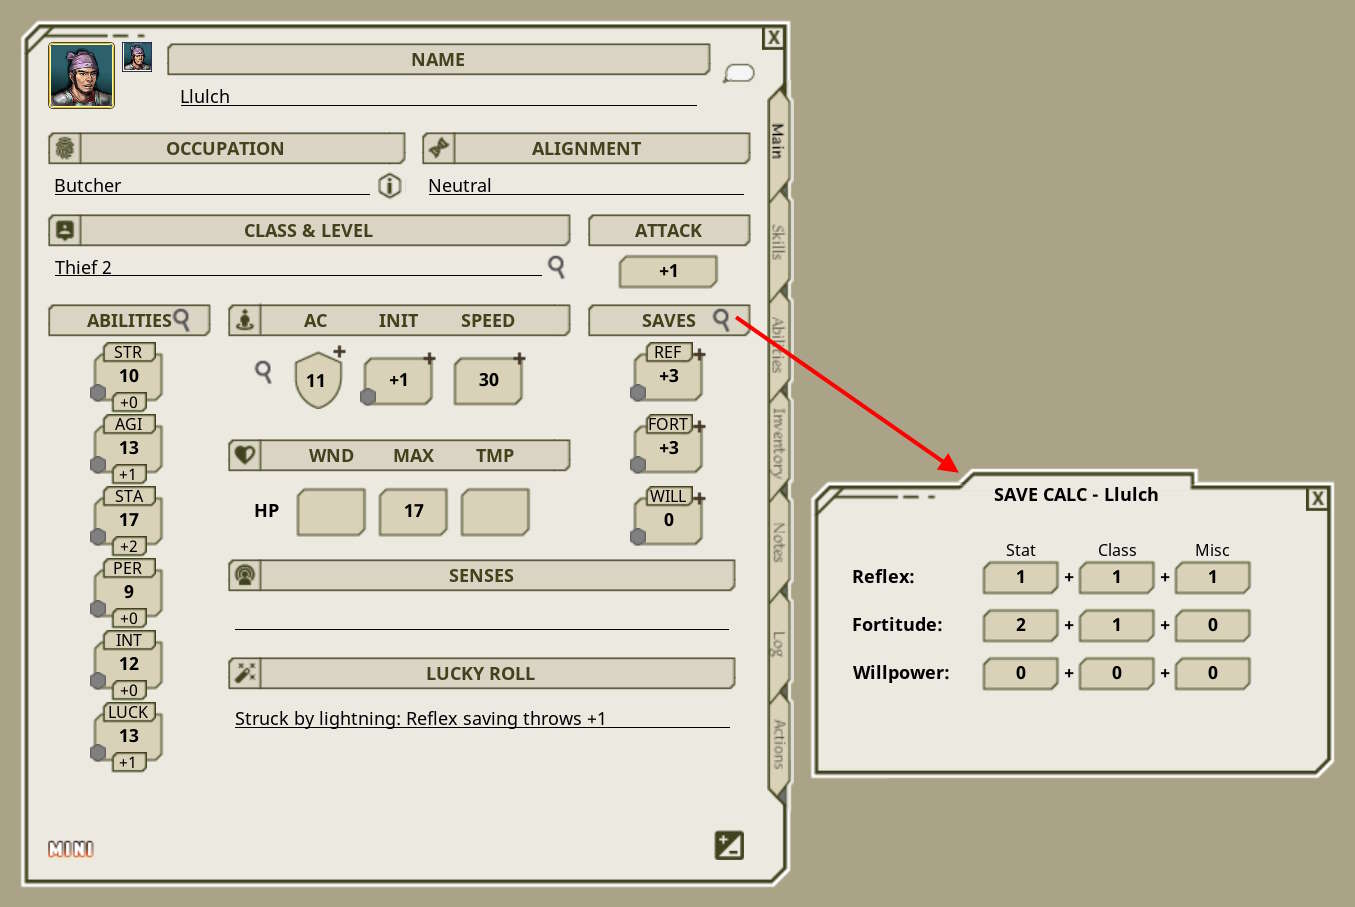 X
NAME
Llulch
OCCUPATION
ALIGNMENT
Butcher
Neutral
CLASS & LEVEL
ATTACK
Thief 2
+1
ABILITIES
AC INIT SPEED
SAVES
STR
10
+0
AGI
13
+1
STA
17
+2
PER
9
+0
INT
12
+0
LUCK
13
+1
11 +1 30
WND MAX TMP
HP 17
SENSES
LUCKY ROLL
Struck by lightning: Reflex saving throws +1
REF
+3
FORT
+3
WILL
0
Main
Skills
Abilities
Inventory
Notes
Log
Actions
MINI
SAVE CALC - Llulch
X
Stat Class Misc
Reflex: 1 + 1 + 1
Fortitude: 2 + 1 + 0
Willpower: 0 + 0 + 0